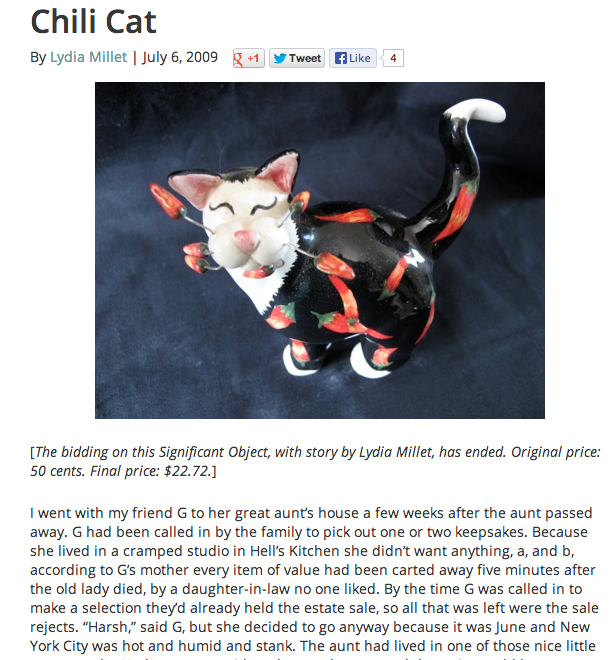 Chili Cat
By Lydia Millet | July 6, 2009 g +1 Tweet Like 4
[The bidding on this Significant Object, with story by Lydia Millet, has ended. Original price:
50 cents. Final price: $22.72.]
I went with my friend G to her great aunt’s house a few weeks after the aunt passed
away. G had been called in by the family to pick out one or two keepsakes. Because
she lived in a cramped studio in Hell’s Kitchen she didn’t want anything, a, and b,
according to G’s mother every item of value had been carted away five minutes after
the old lady died, by a daughter-in-law no one liked. By the time G was called in to
make a selection they’d already held the estate sale, so all that was left were the sale
rejects. “Harsh,” said G, but she decided to go anyway because it was June and New
York City was hot and humid and stank. The aunt had lived in one of those nice little